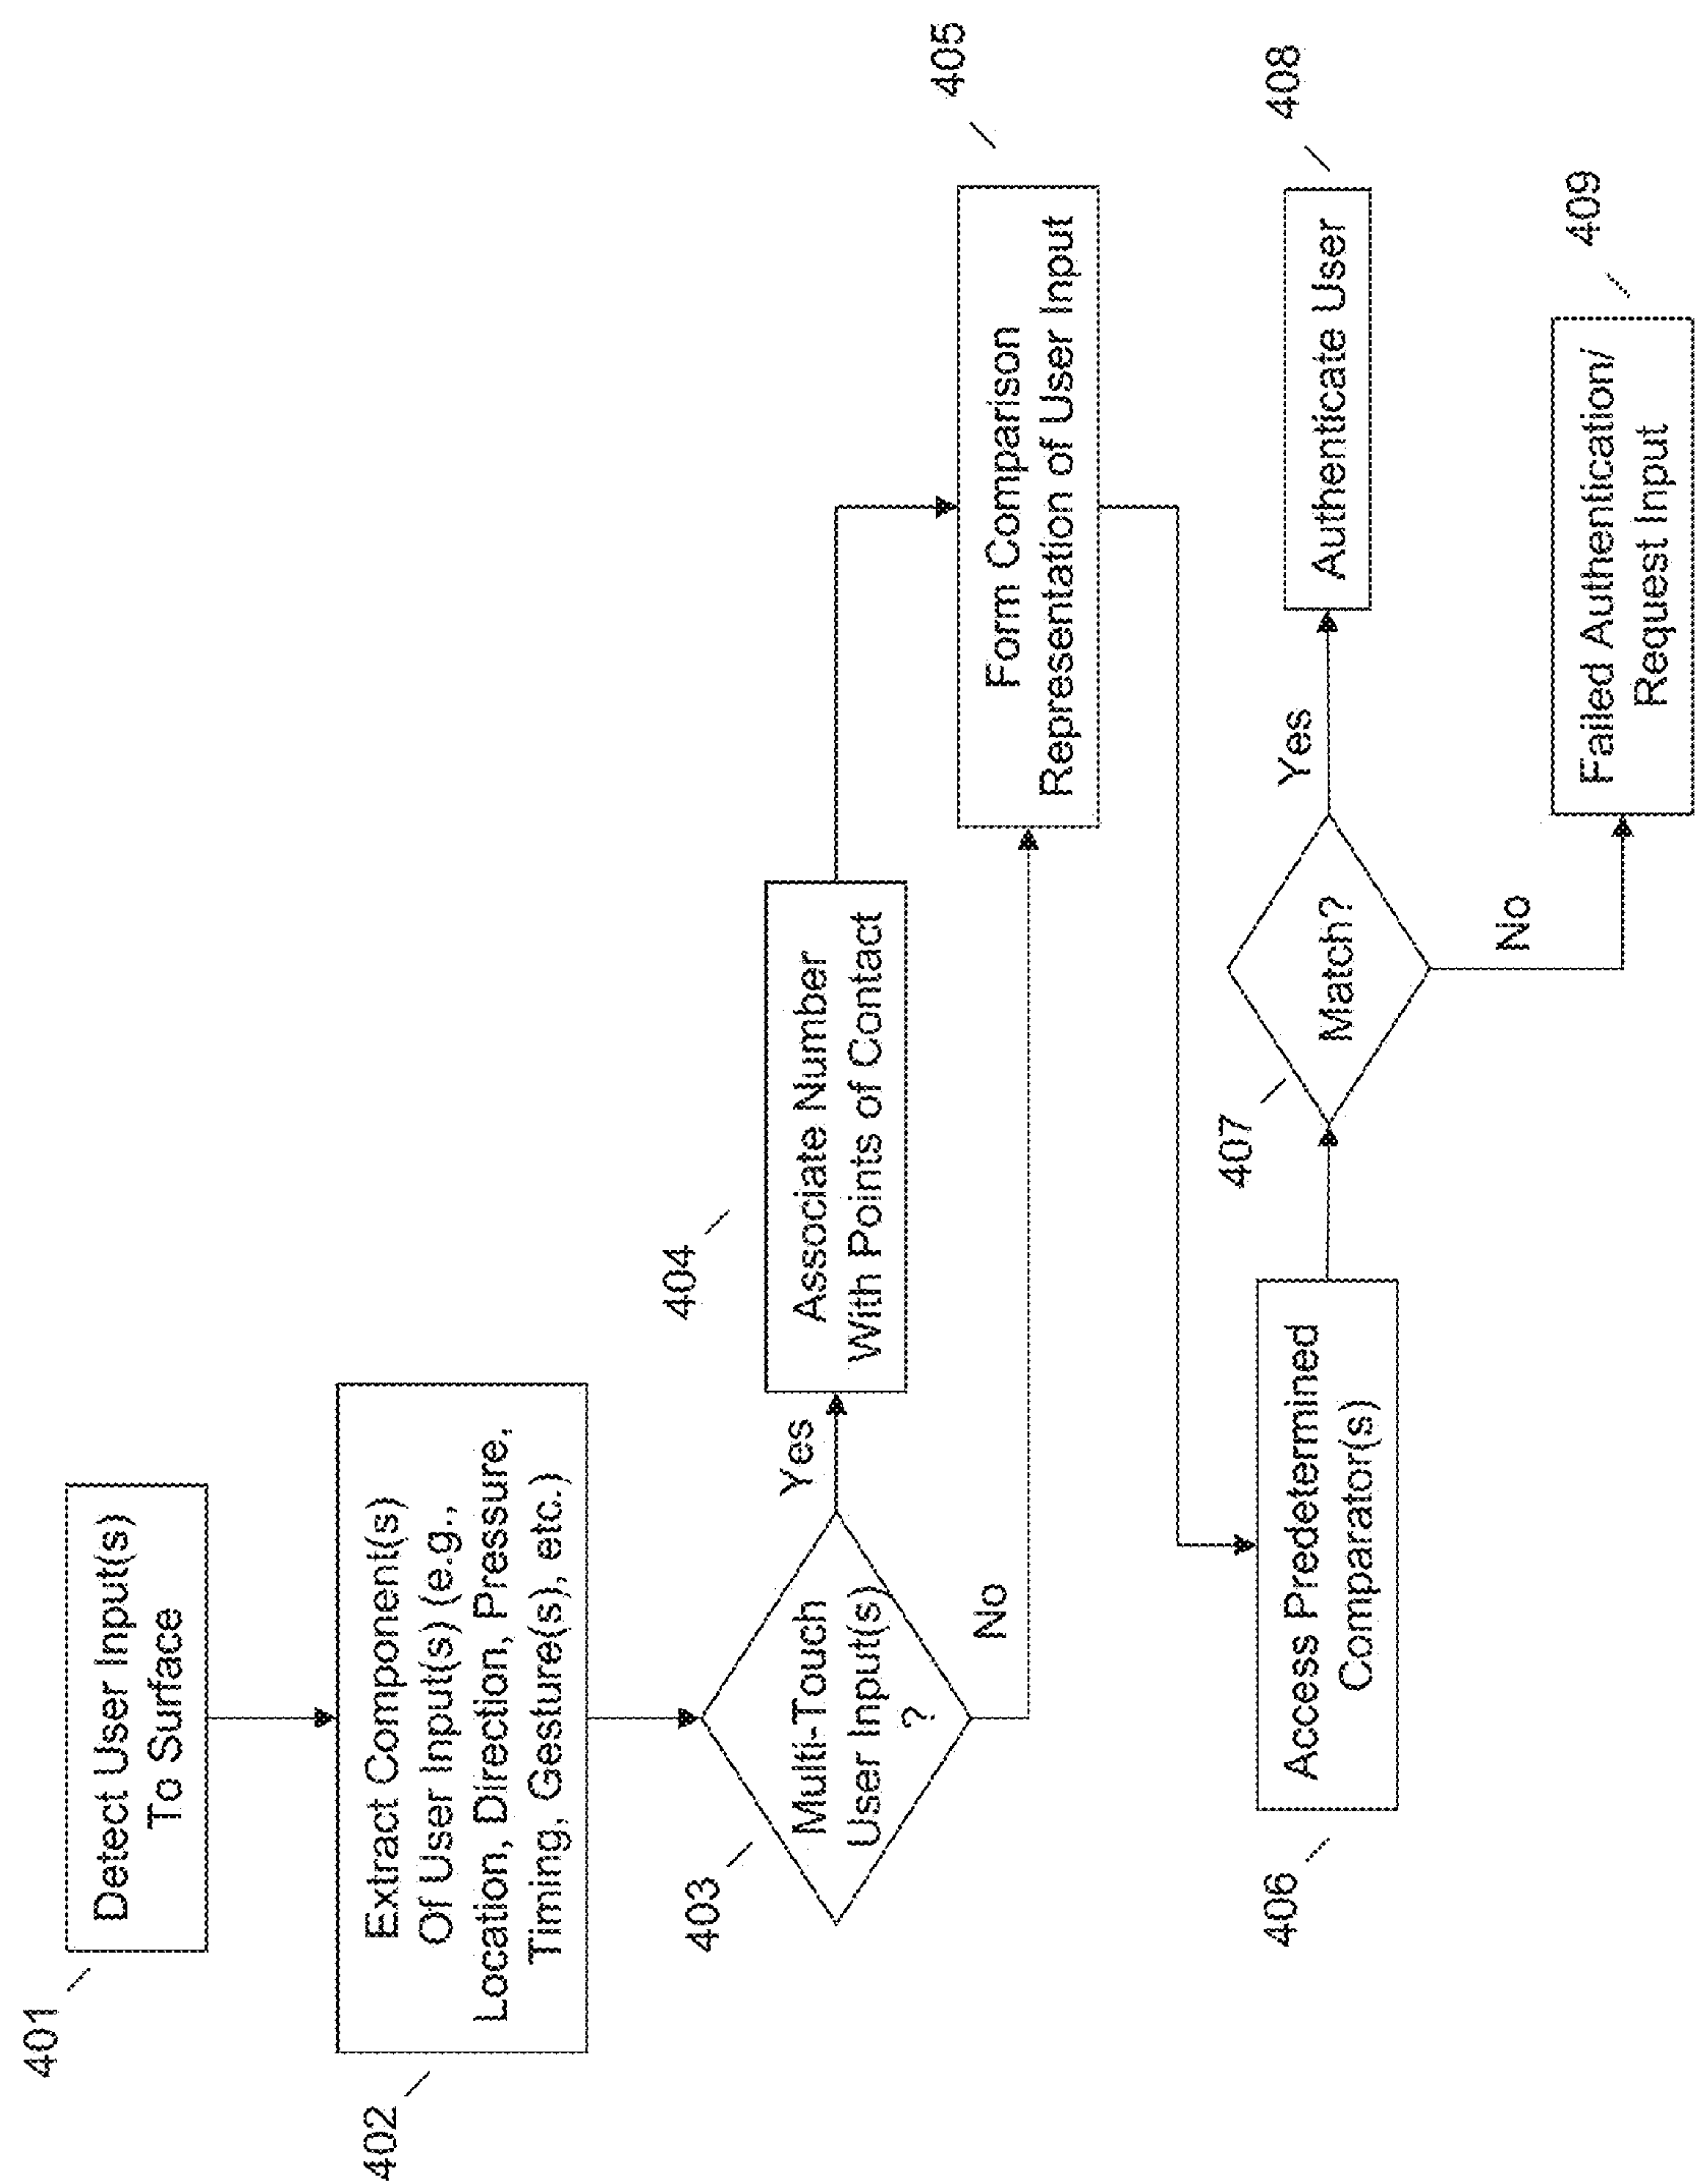 401
Detect User Input(s)
To Surface
402
Extract Component(s)
Of User Input(s) (e.g.,
Location, Direction, Pressure,
Timing, Gesture(s), etc.)
403
Multi-Touch
User Input(s)
?
Yes
No
404
Associate Number
With Points of Contact
405
Form Comparison
Representation of User Input
406
Access Predetermined
Comparator(s)
407
Match?
Yes
No
408
Authenticate User
409
Failed Authentication/
Request Input